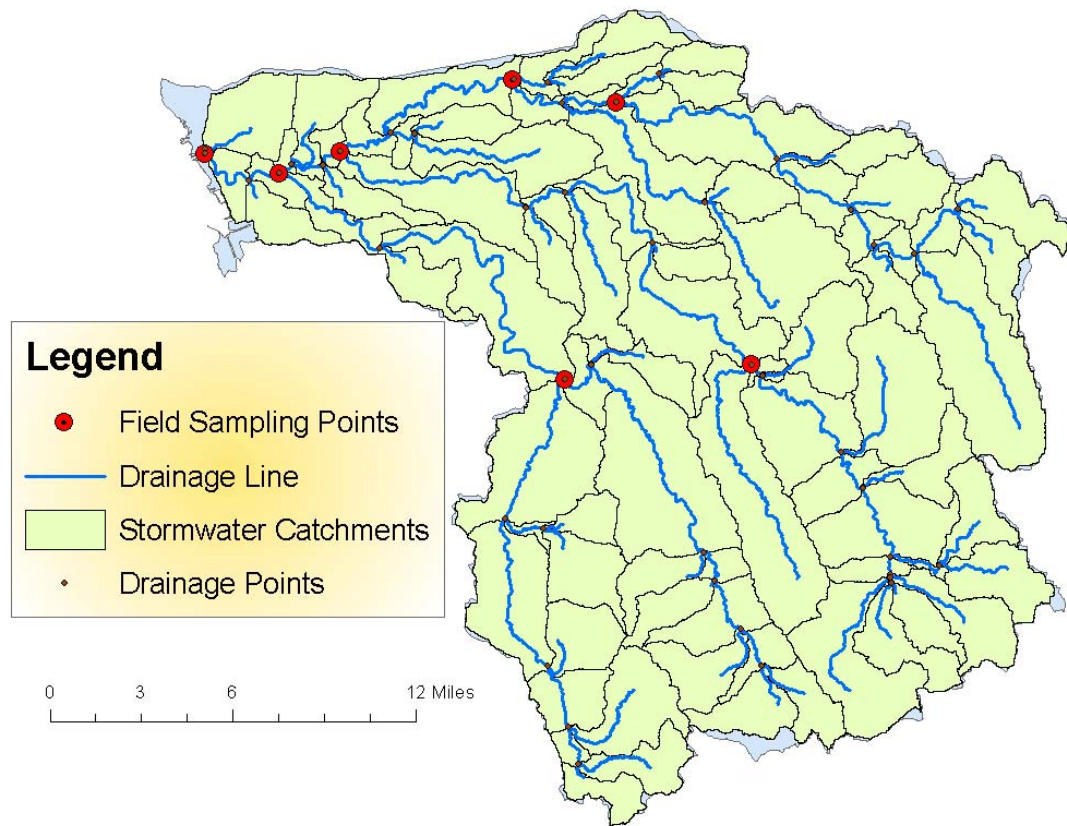 Legend
Field Sampling Points
Drainage Line
Stormwater Catchments
Drainage Points
0 3 6 12 Miles